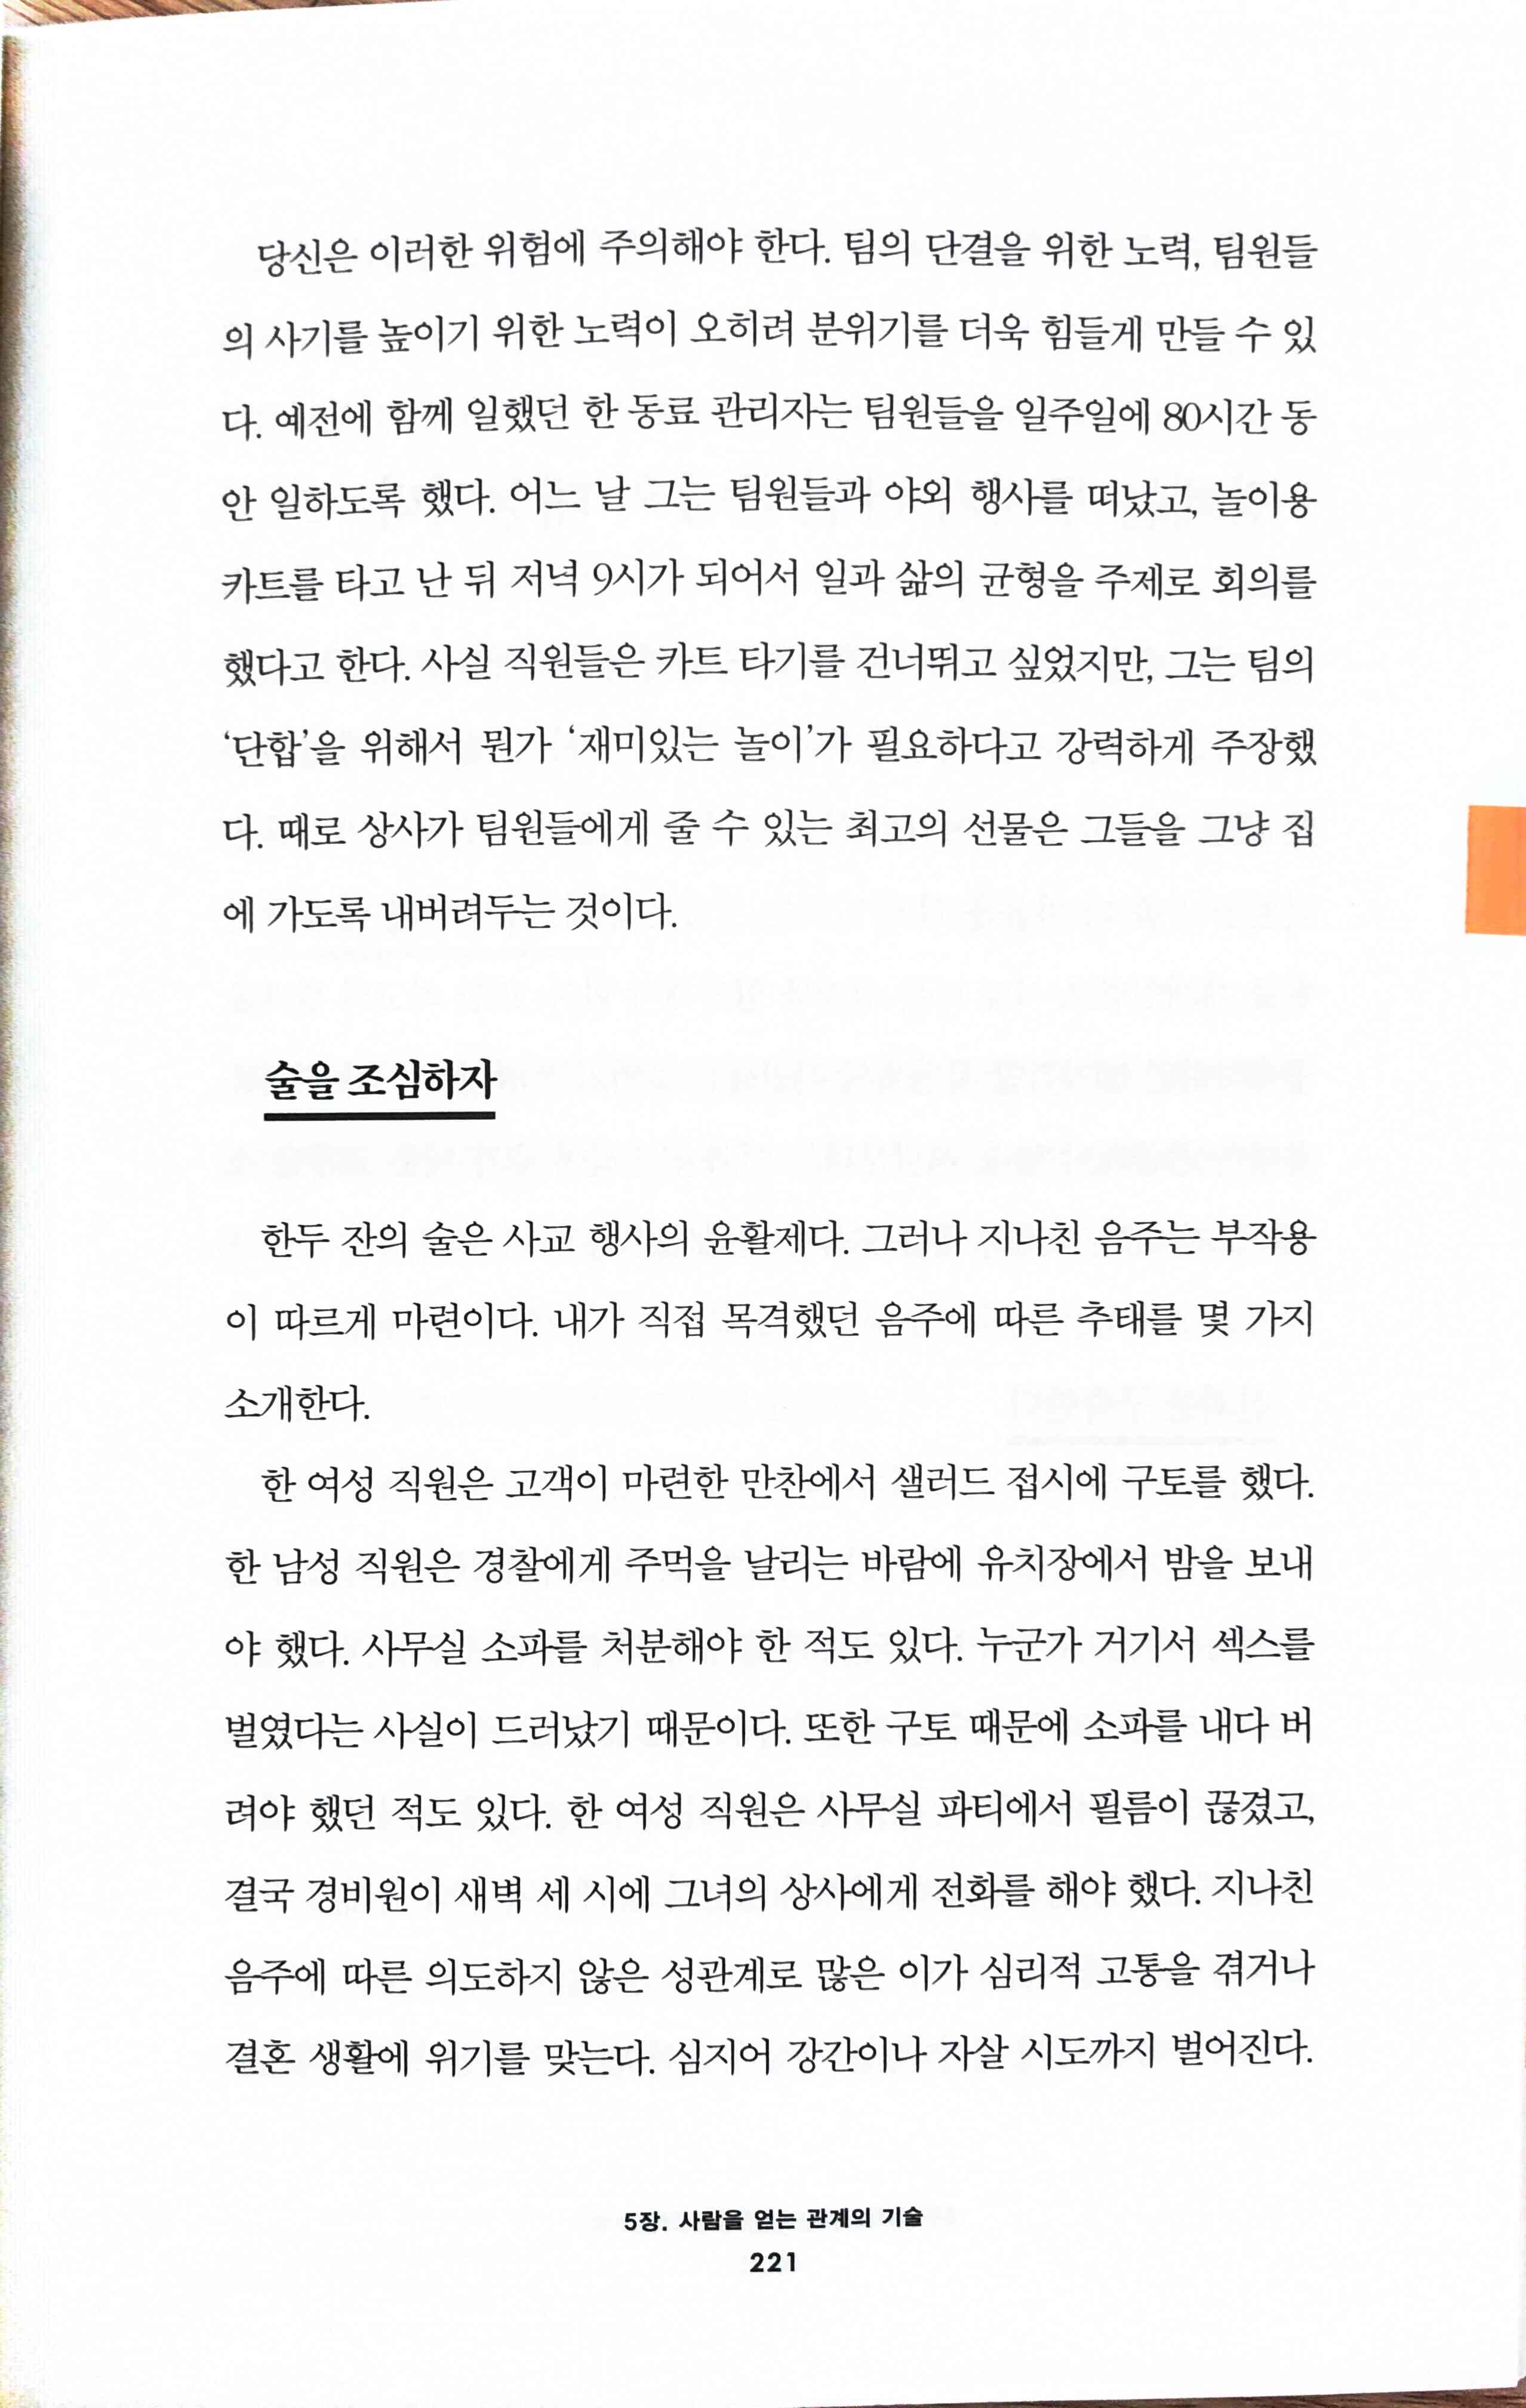 당신은 이러한 위험에 주의해야 한다. 팀의 단결을 위한 노력, 팀원들
의 사기를 높이기 위한 노력이 오히려 분위기를 더욱 힘들게 만들 수 있
다. 예전에 함께 일했던 한 동료 관리자는 팀원들을 일주일에 80시간 동
안 일하도록 했다. 어느 날 그는 팀원들과 야외 행사를 떠났고, 놀이용
카트를 타고 난 뒤 저녁 9시가 되어서 일과 삶의 균형을 주제로 회의를
했다고 한다. 사실 직원들은 카트 타기를 건너뛰고 싶었지만, 그는 팀의
‘단합’을 위해서 뭔가 ‘재미있는 놀이’가 필요하다고 강력하게 주장했
다. 때로 상사가 팀원들에게 줄 수 있는 최고의 선물은 그들을 그냥 집
에 가도록 내버려두는 것이다.
술을 조심하자
한두 잔의 술은 사교 행사의 윤활제다. 그러나 지나친 음주는 부작용
이 따르게 마련이다. 내가 직접 목격했던 음주에 따른 추태를 몇 가지
소개한다.
한 여성 직원은 고객이 마련한 만찬에서 샐러드 접시에 구토를 했다.
한 남성 직원은 경찰에게 주먹을 날리는 바람에 유치장에서 밤을 보내
야 했다. 사무실 소파를 처분해야 한 적도 있다. 누군가 거기서 섹스를
벌였다는 사실이 드러났기 때문이다. 또한 구토 때문에 소파를 내다 버
려야 했던 적도 있다. 한 여성 직원은 사무실 파티에서 필름이 끊겼고,
결국 경비원이 새벽 세 시에 그녀의 상사에게 전화를 해야 했다. 지나친
음주에 따른 의도하지 않은 성관계로 많은 이가 심리적 고통을 겪거나
결혼 생활에 위기를 맞는다. 심지어 강간이나 자살 시도까지 벌어진다.
5장. 사람을 얻는 관계의 기술
221